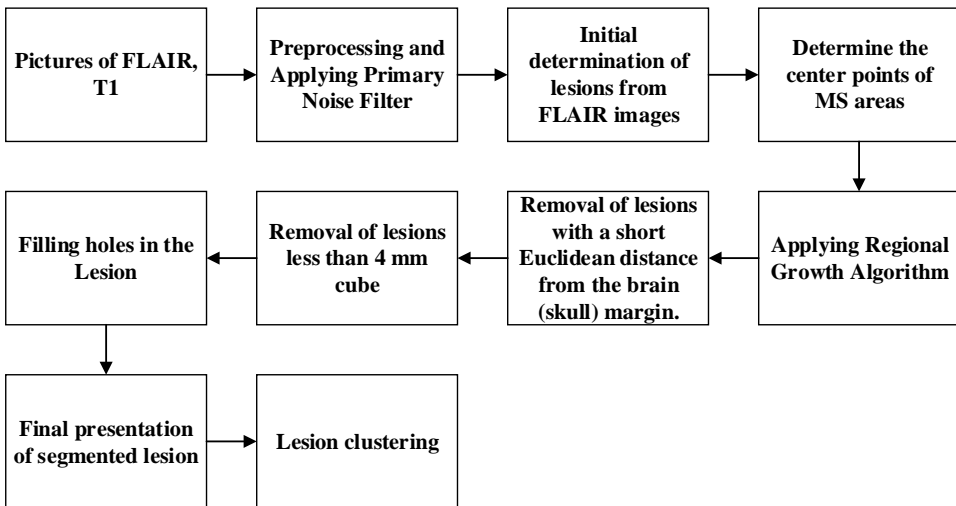 Pictures of FLAIR,
T1
Preprocessing and
Applying Primary
Noise Filter
Initial
determination of
lesions from
FLAIR images
Determine the
center points of
MS areas
Filling holes in the
Lesion
Removal of lesions
less than 4 mm
cube
Removal of lesions
with a short
Euclidean distance
from the brain
(skull) margin.
Applying Regional
Growth Algorithm
Final presentation
of segmented lesion
Lesion clustering